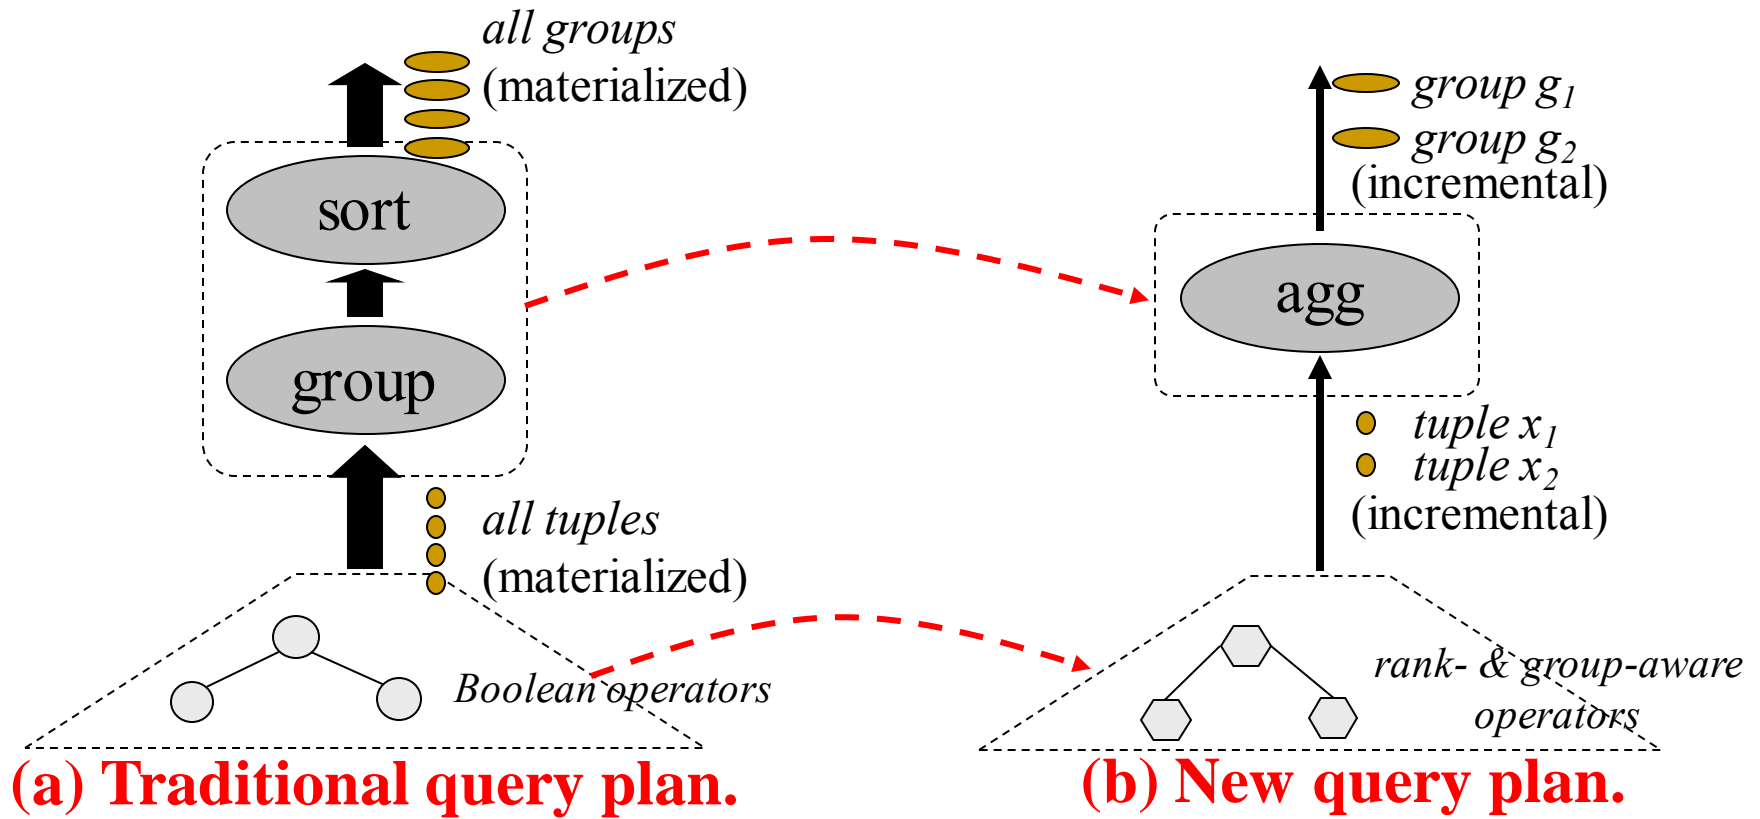 all groups
(materialized)
sort
group
all tuples
(materialized)
Boolean operators
(a) Traditional query plan.
group g1
group g2
(incremental)
agg
tuple x1
tuple x2
(incremental)
rank- & group-aware
operators
(b) New query plan.